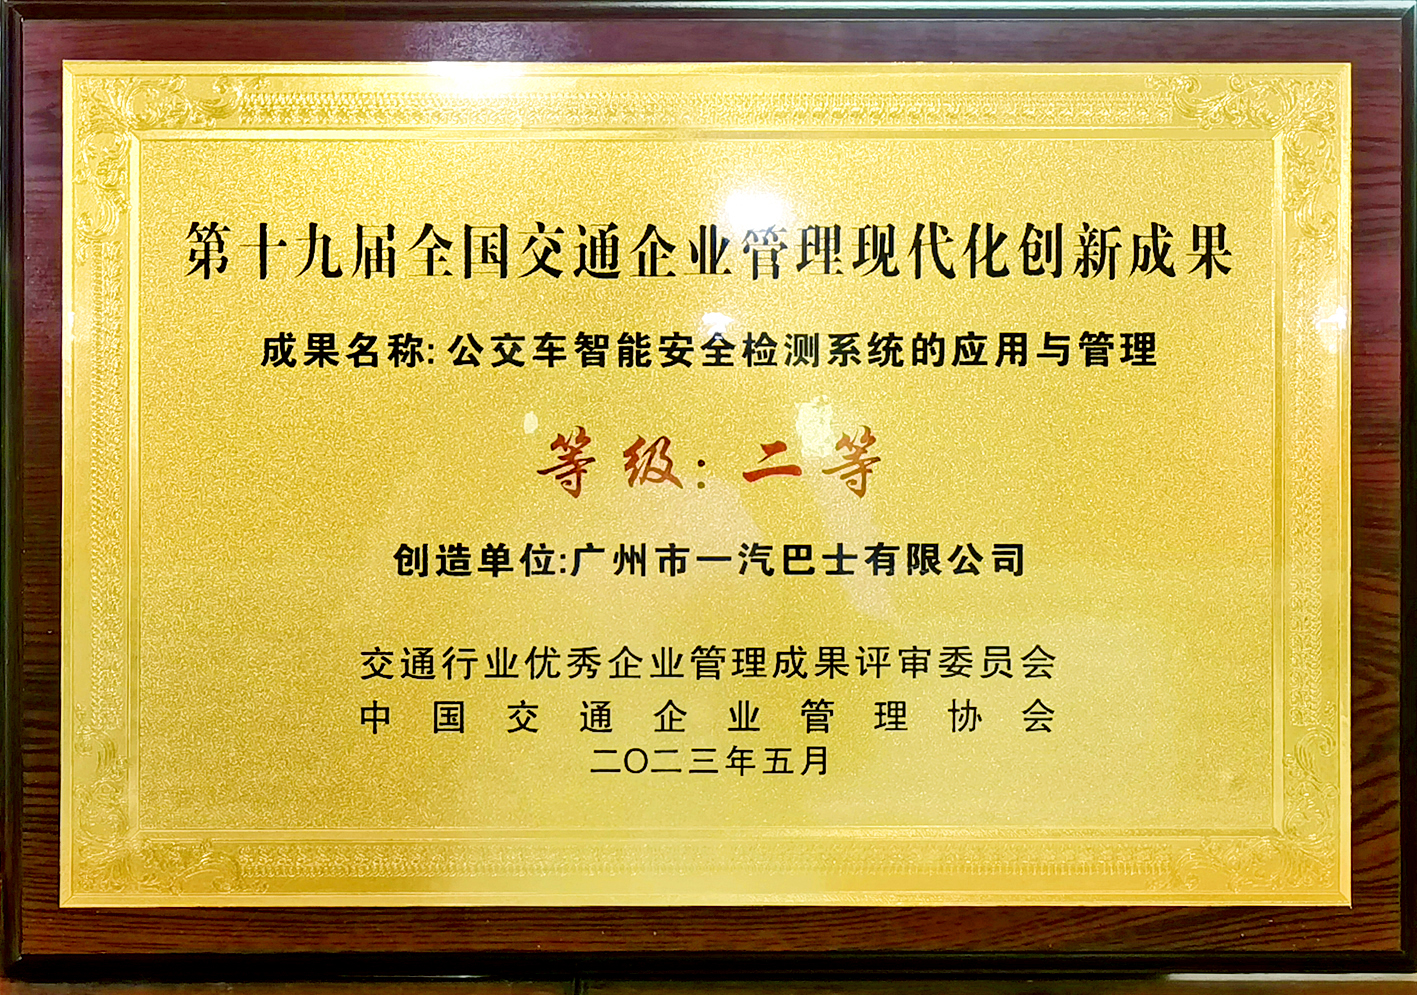 第十九届全国交通企业管理现代化创新成果
成果名称:公交车智能安全检测系统的应用与管理
等级:二等
创造单位:广州市一汽巴士有限公司
交通行业优秀企业管理成果评审委员会
中国交通企业管理协会
二〇二三年五月